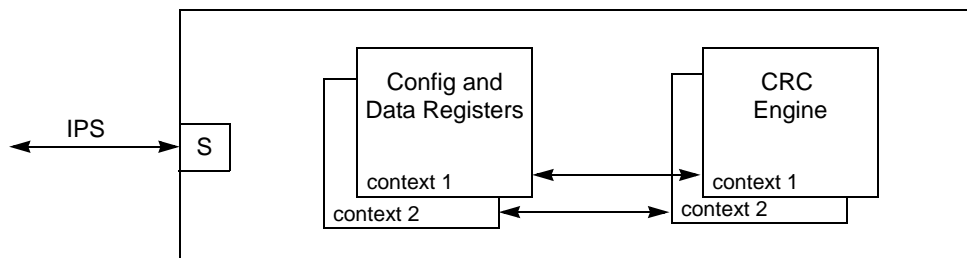 Config and
Data Registers
CRC
Engine
IPS
S
context 1
context 1
context 2
context 2